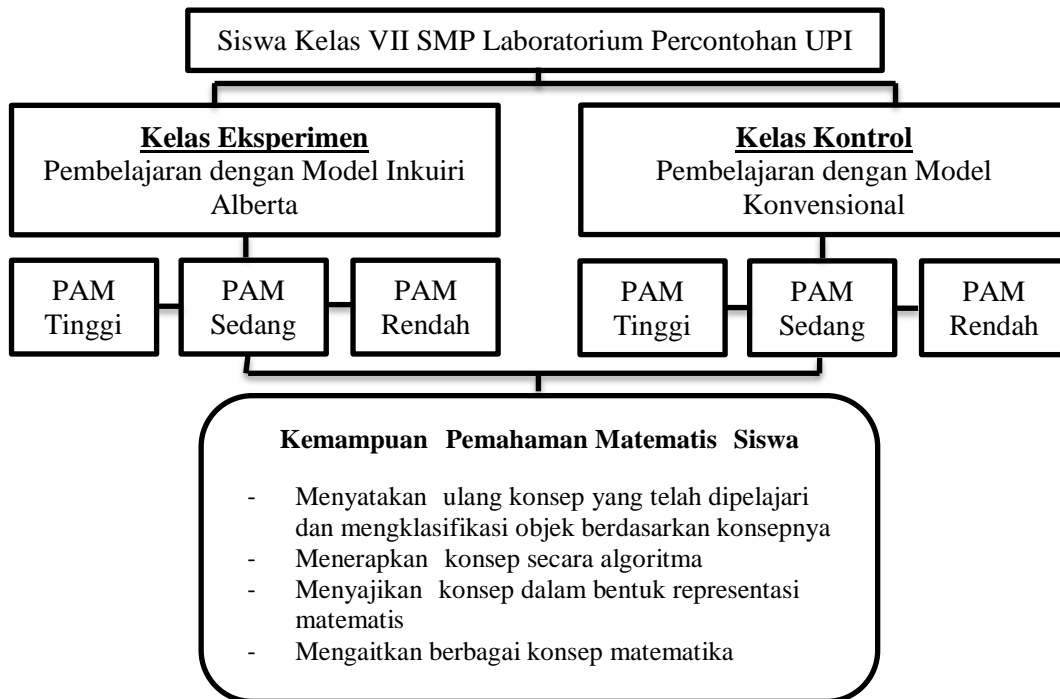 Siswa Kelas VII SMP Laboratorium Percontohan UPI
Kelas Eksperimen
Pembelajaran dengan Model Inkuiri
Alberta
Kelas Kontrol
Pembelajaran dengan Model
Konvensional
PAM
Tinggi
PAM
Sedang
PAM
Rendah
PAM
Tinggi
PAM
Sedang
PAM
Rendah
Kemampuan Pemahaman Matematis Siswa
- Menyatakan ulang konsep yang telah dipelajari
dan mengklasifikasi objek berdasarkan konsepnya
- Menerapkan konsep secara algoritma
- Menyajikan konsep dalam bentuk representasi
matematis
- Mengaitkan berbagai konsep matematika